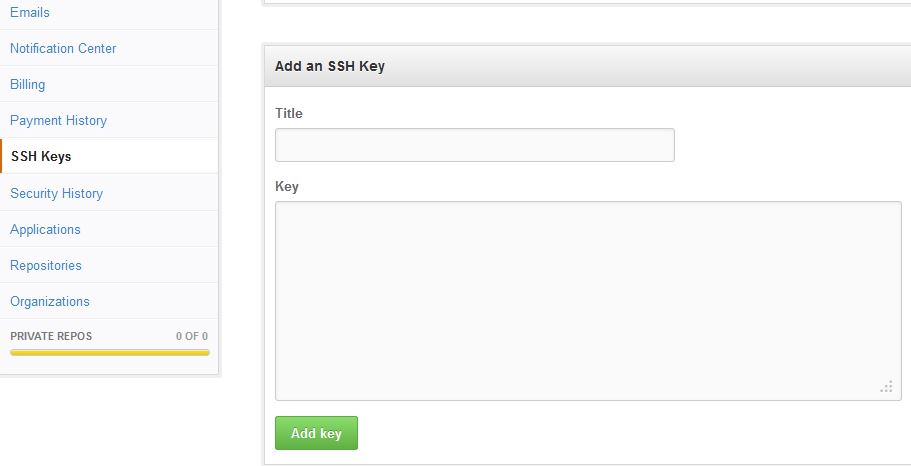 Emails
Notification Center
Billing
Payment History
SSH Keys
Security History
Applications
Repositories
Organizations
PRIVATE REPOS 0 OF 0
Add an SSH Key
Title
Key
Add key